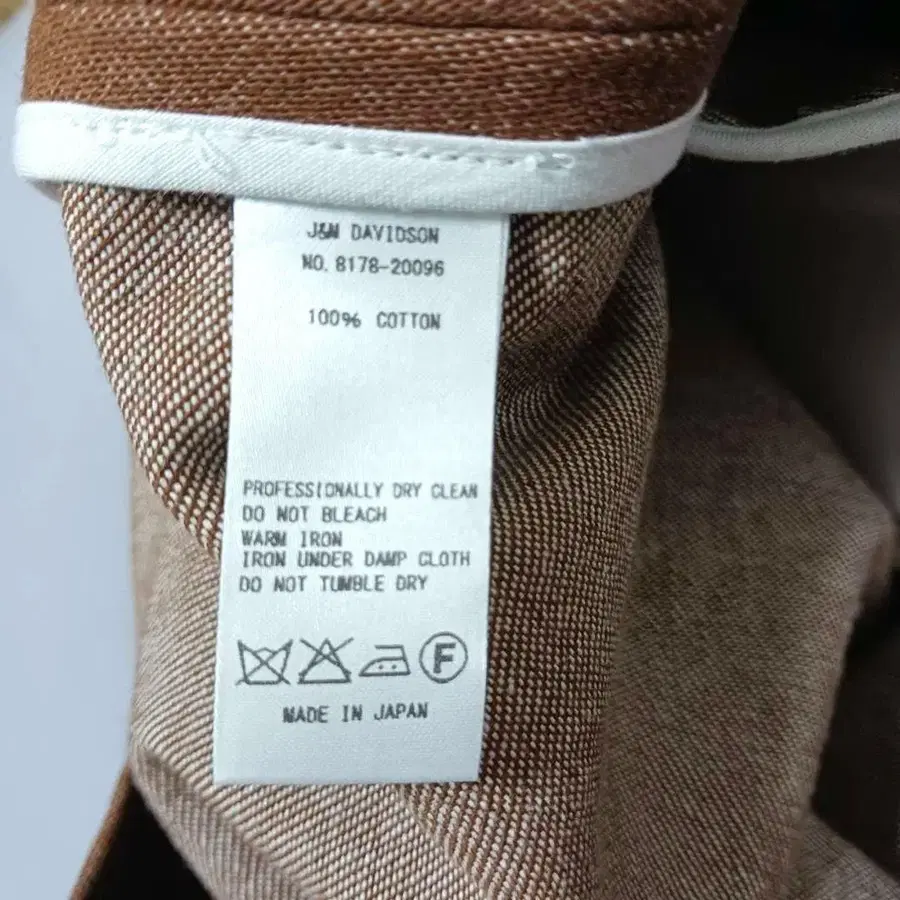 J&M DAVIDSON
NO. 8178-20096
100% COTTON
PROFESSIONALLY DRY CLEAN
DO NOT BLEACH
WARM IRON
IRON UNDER DAMP CLOTH
DO NOT TUMBLE DRY
F
MADE IN JAPAN